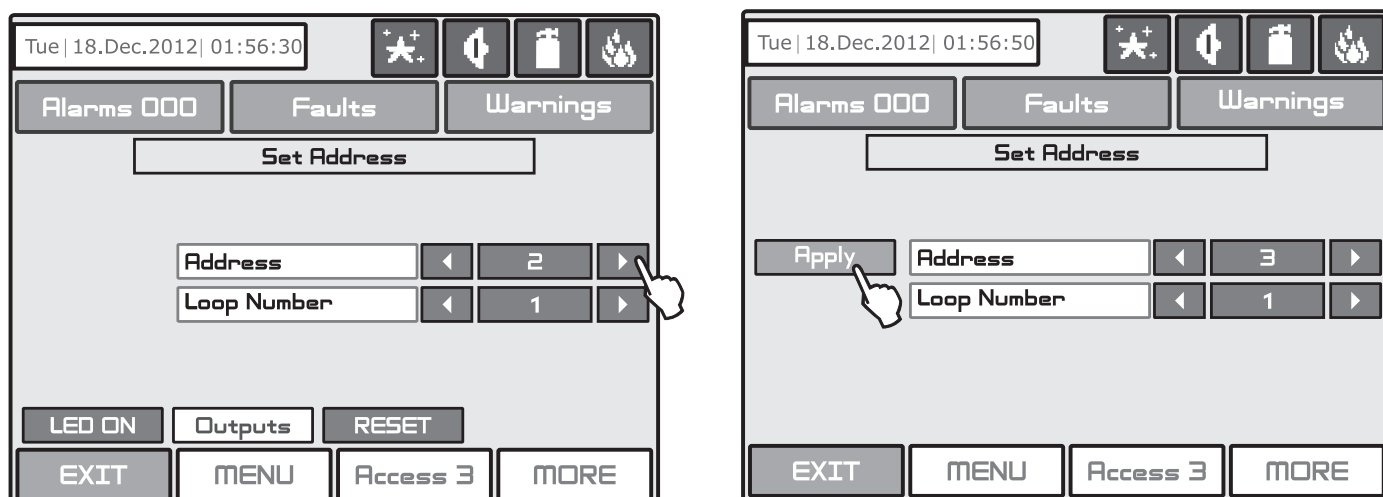 Tue | 18.Dec.2012 | 01:56:30
Alarms 000 Faults Warnings
Set Address
Address 2
Loop Number 1
LED ON Outputs RESET
EXIT MENU Access 3 MORE
Tue | 18.Dec.2012 | 01:56:50
Alarms 000 Faults Warnings
Set Address
Apply Address 3
Loop Number 1
EXIT MENU Access 3 MORE